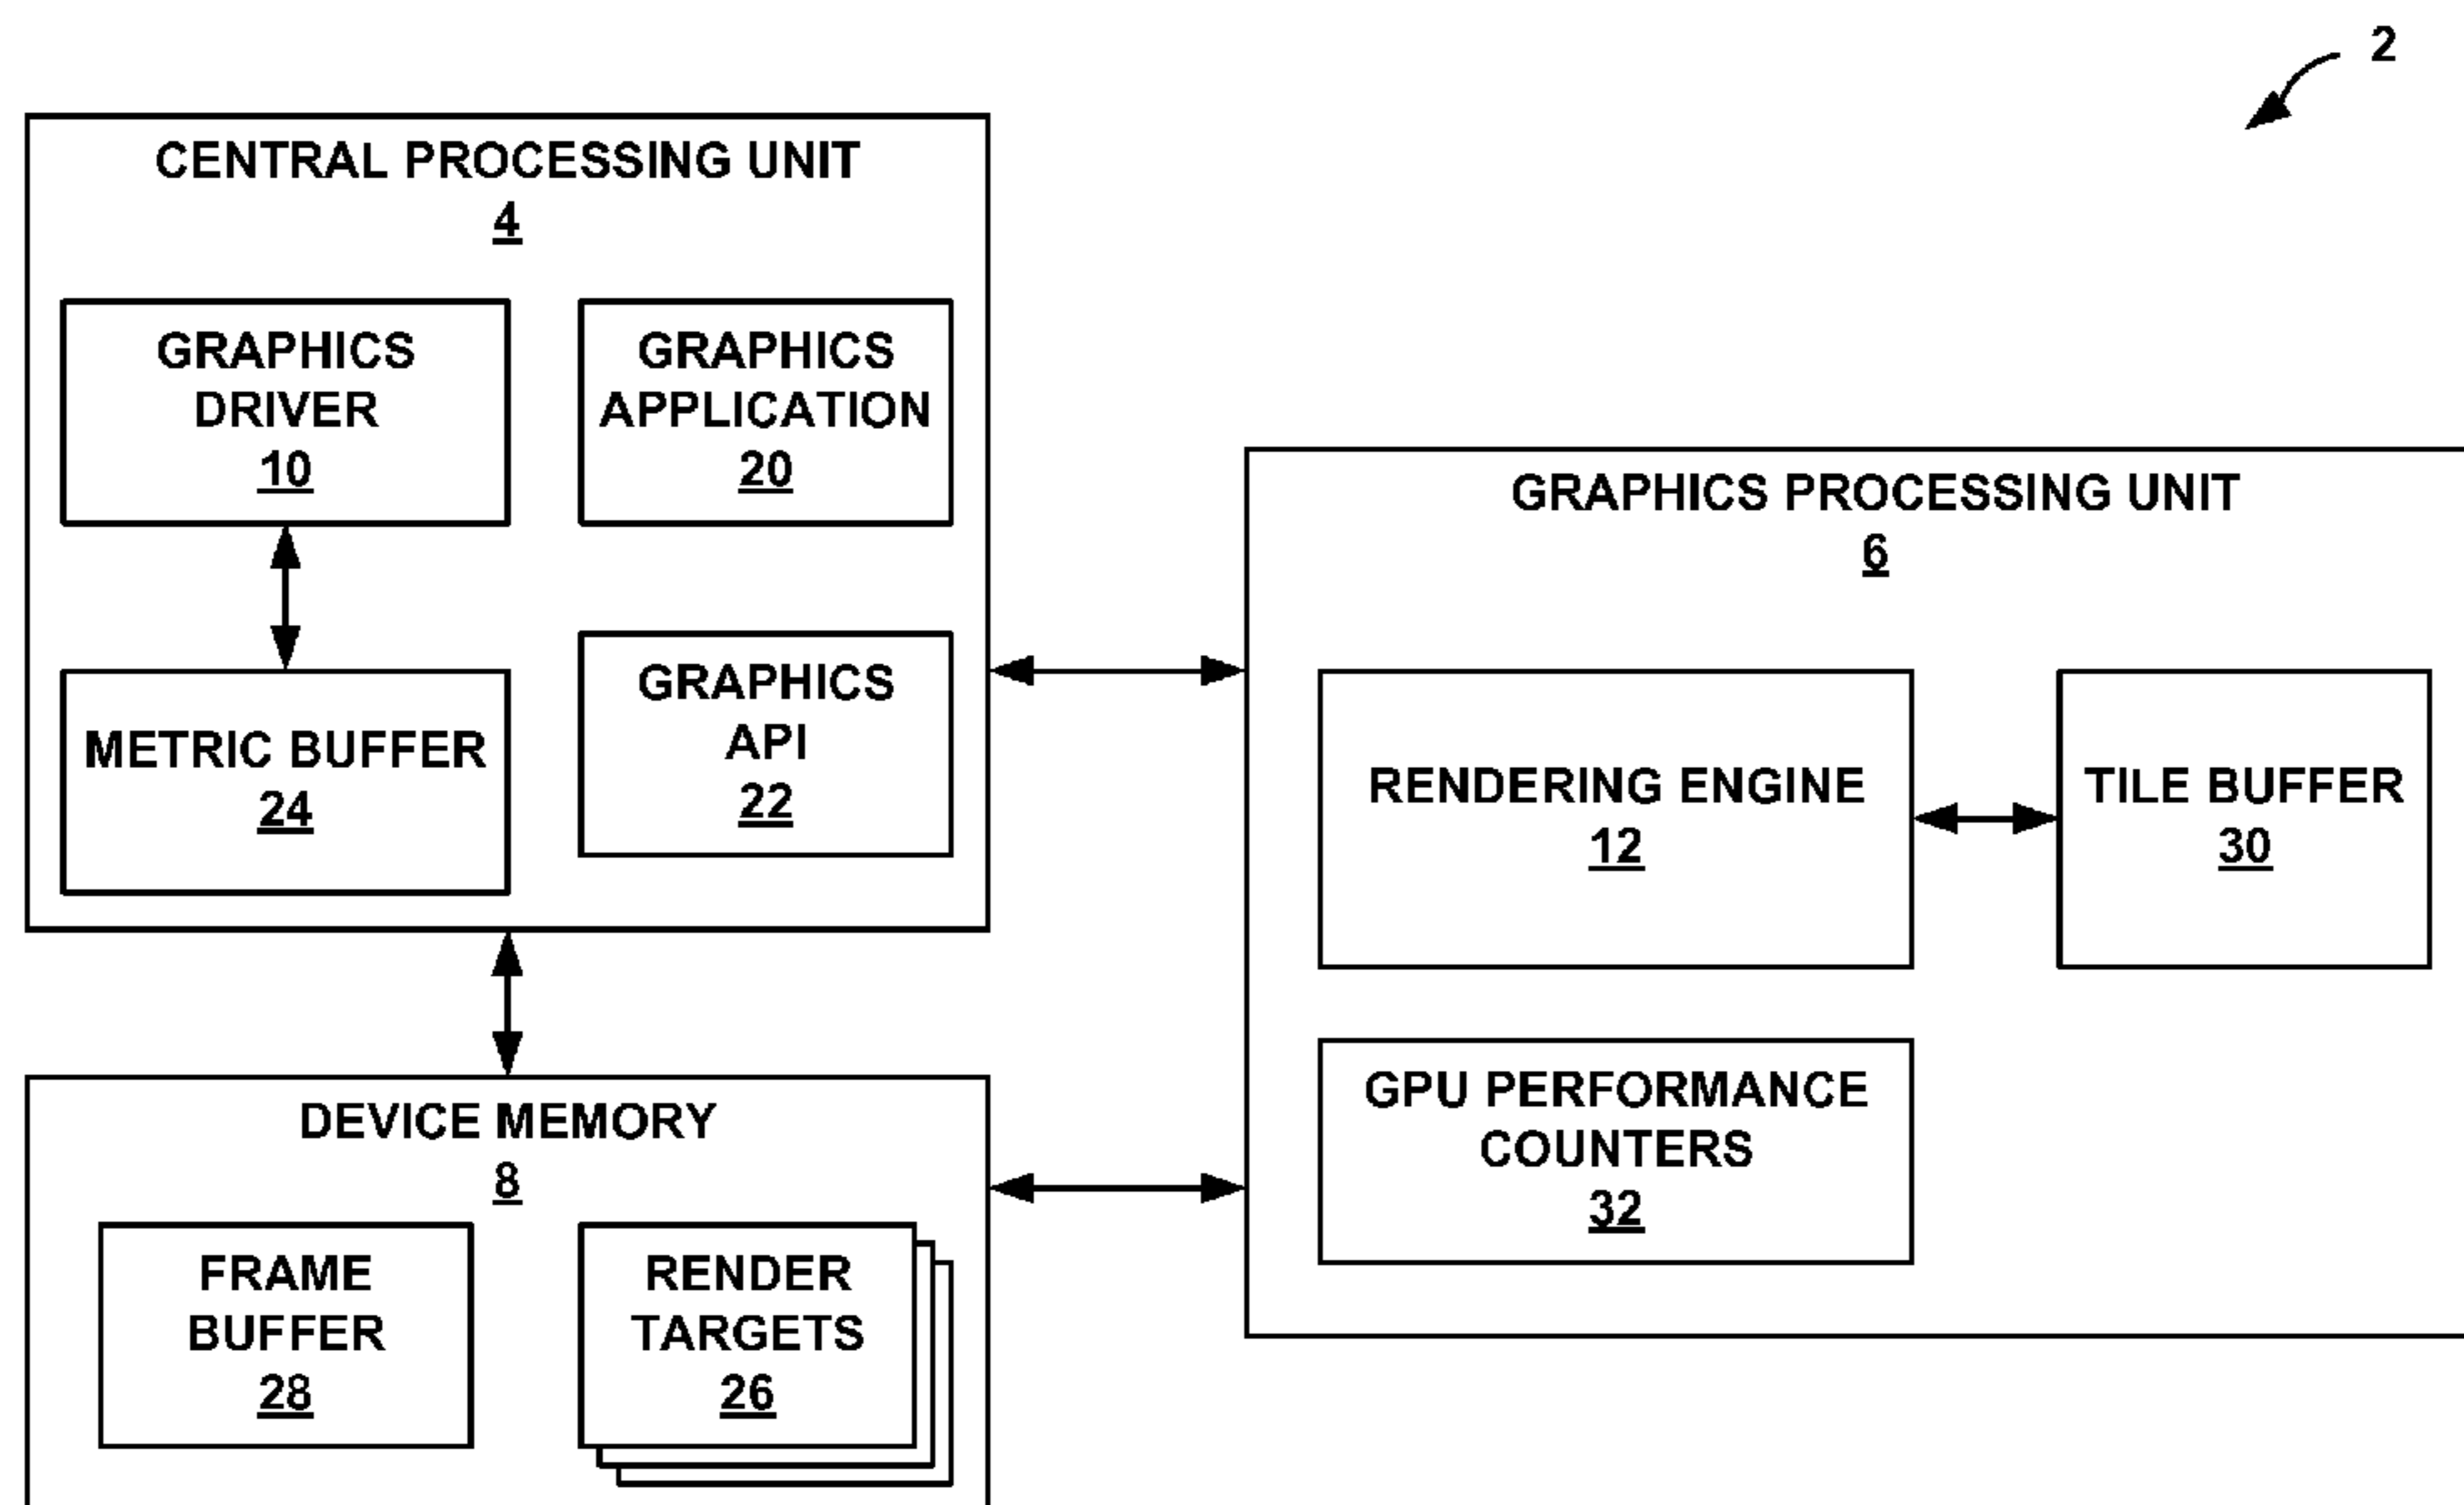 2
CENTRAL PROCESSING UNIT
4
GRAPHICS
DRIVER
10
GRAPHICS
APPLICATION
20
METRIC BUFFER
24
GRAPHICS
API
22
GRAPHICS PROCESSING UNIT
6
RENDERING ENGINE
12
TILE BUFFER
30
GPU PERFORMANCE
COUNTERS
32
DEVICE MEMORY
8
FRAME
BUFFER
28
RENDER
TARGETS
26